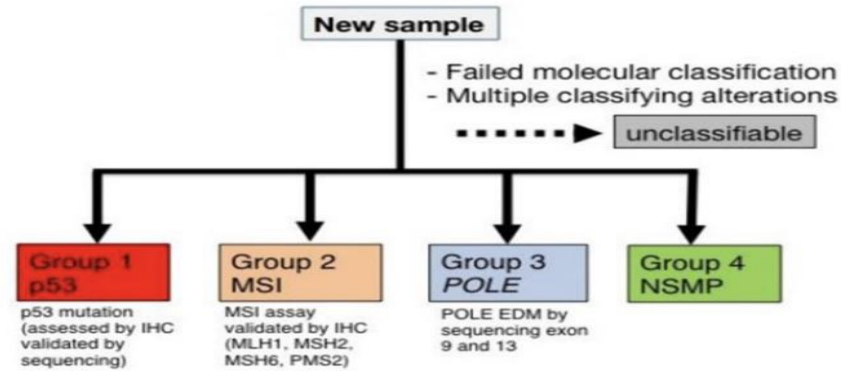 New sample
- Failed molecular classification
- Multiple classifying alterations
unclassifiable
Group 1
p53
p53 mutation
(assessed by IHC
validated by
sequencing)
Group 2
MSI
MSI assay
validated by IHC
(MLH1, MSH2,
MSH6, PMS2)
Group 3
POLE
POLE EDM by
sequencing exon
9 and 13
Group 4
NSMP